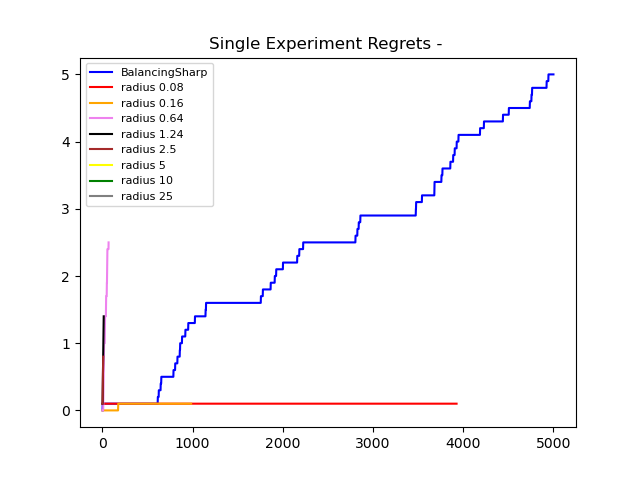 Single Experiment Regrets -
5
4
3
2
1
0
BalancingSharp
radius 0.08
radius 0.16
radius 0.64
radius 1.24
radius 2.5
radius 5
radius 10
radius 25
0 1000 2000 3000 4000 5000